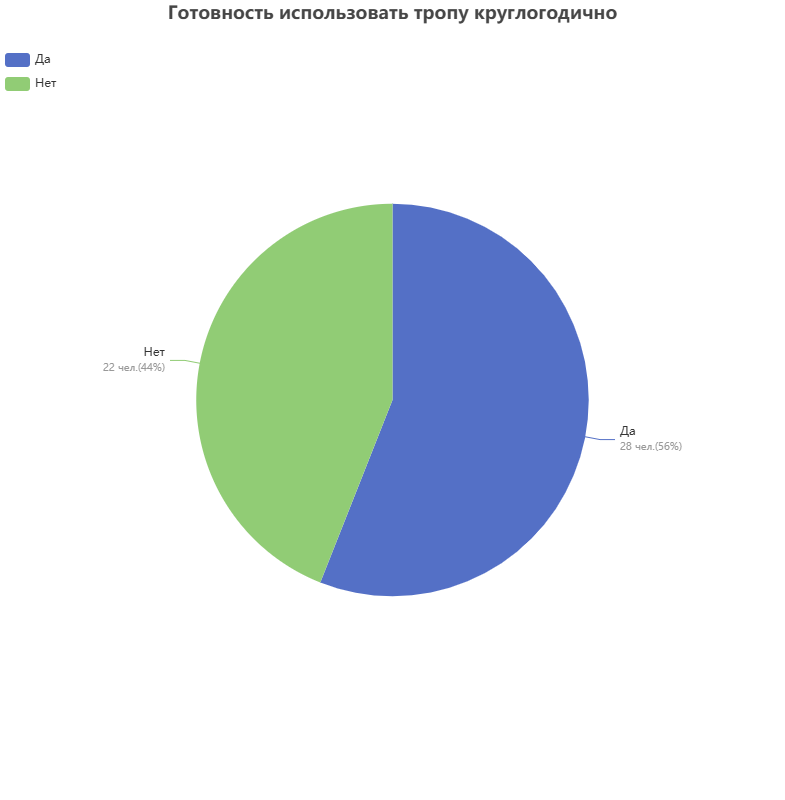 Готовность использовать тропу круглогодично
Да
Нет
Нет
22 чел.(44%)
Да
28 чел.(56%)